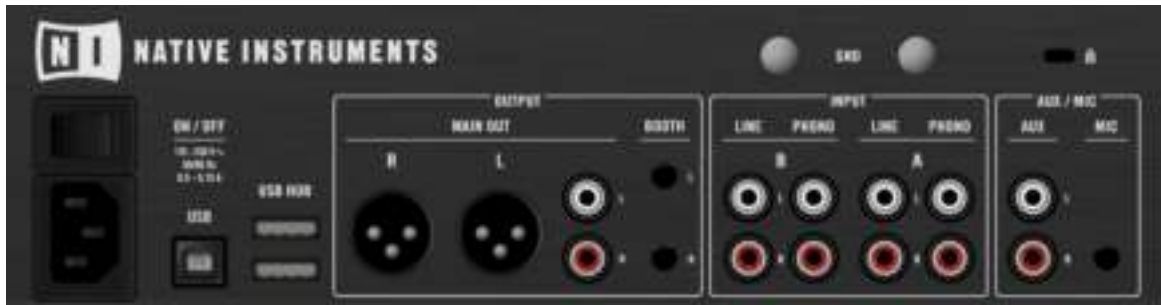 NI NATIVE INSTRUMENTS
GND
ON / OFF
USB
USB HUB
OUTPUT
MAIN OUT
BOOTH
R
L
L
R
L
R
INPUT
LINE PHONO LINE PHONO
B
A
L
R
L
R
AUX / MIC
AUX
MIC
L
R